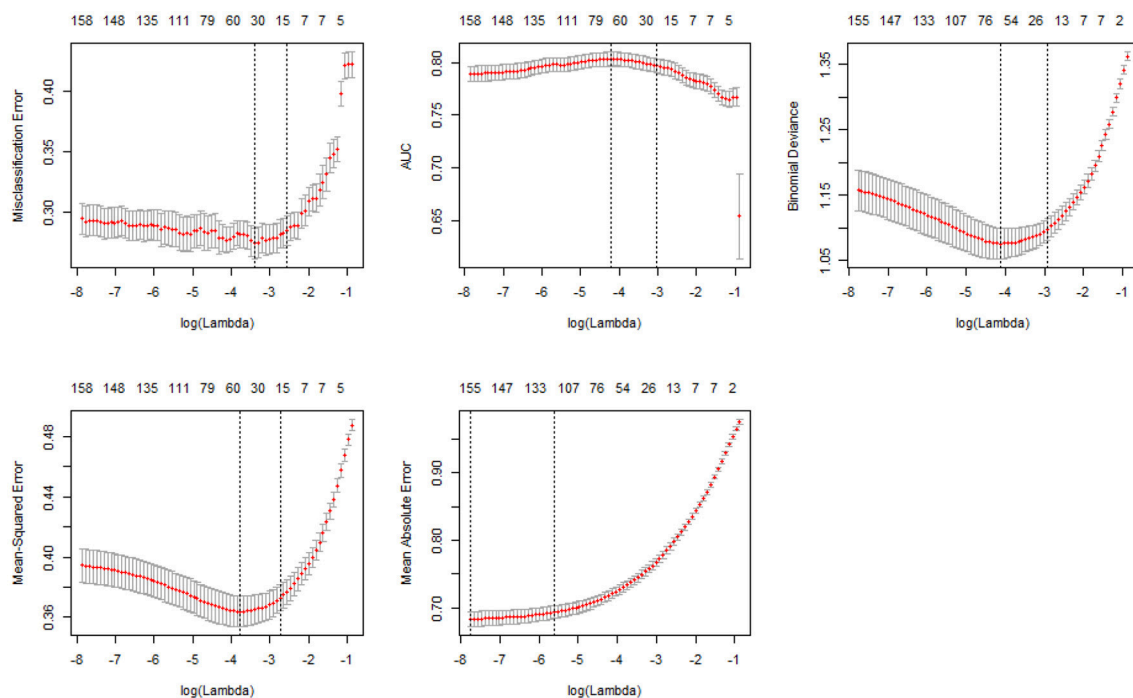 158 148 135 111 79 60 30 15 7 7 5
Misclassification Error
0.40
0.30
-8 -7 -6 -5 -4 -3 -2 -1
log(Lambda)
158 148 135 111 79 60 30 15 7 7 5
AUC
0.80
0.75
0.70
0.65
-8 -7 -6 -5 -4 -3 -2 -1
log(Lambda)
155 147 133 107 76 54 26 13 7 7 2
Binomial Deviance
1.35
1.25
1.15
1.05
-8 -7 -6 -5 -4 -3 -2 -1
log(Lambda)
158 148 135 111 79 60 30 15 7 7 5
Mean-Squared Error
0.48
0.44
0.40
0.36
-8 -7 -6 -5 -4 -3 -2 -1
log(Lambda)
155 147 133 107 76 54 26 13 7 7 2
Mean Absolute Error
0.90
0.80
0.70
-8 -7 -6 -5 -4 -3 -2 -1
log(Lambda)